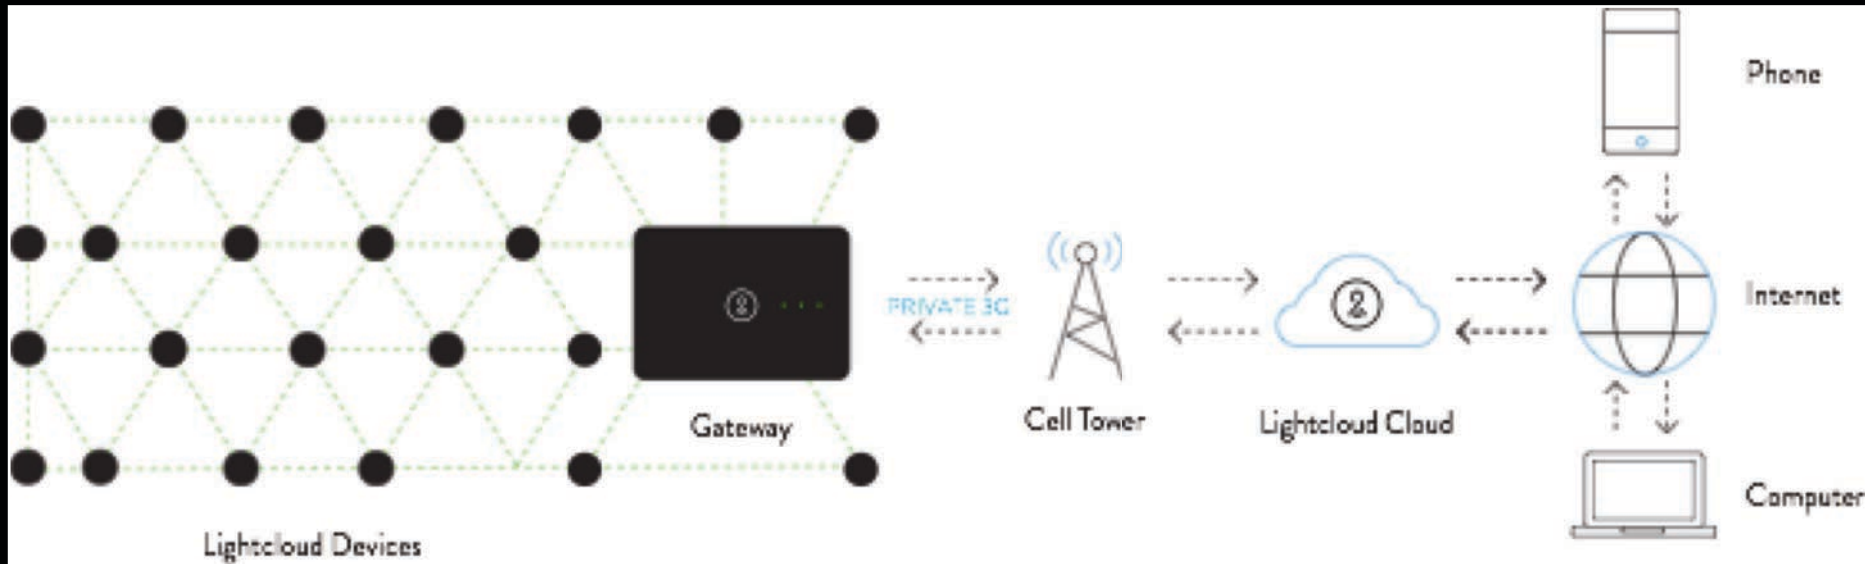 Phone
PRIVATE 3G
Internet
Gateway
Cell Tower
Lightcloud Cloud
Computer
Lightcloud Devices